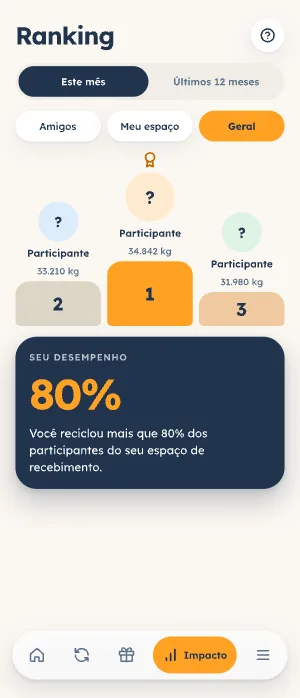 Ranking
?
Este mês
Últimos 12 meses
Amigos
Meu espaço
Geral
?
Participante
34.842 kg
1
?
Participante
33.210 kg
2
?
Participante
31.980 kg
3
SEU DESEMPENHO
80%
Você reciclou mais que 80% dos
participantes do seu espaço de
recebimento.
Impacto